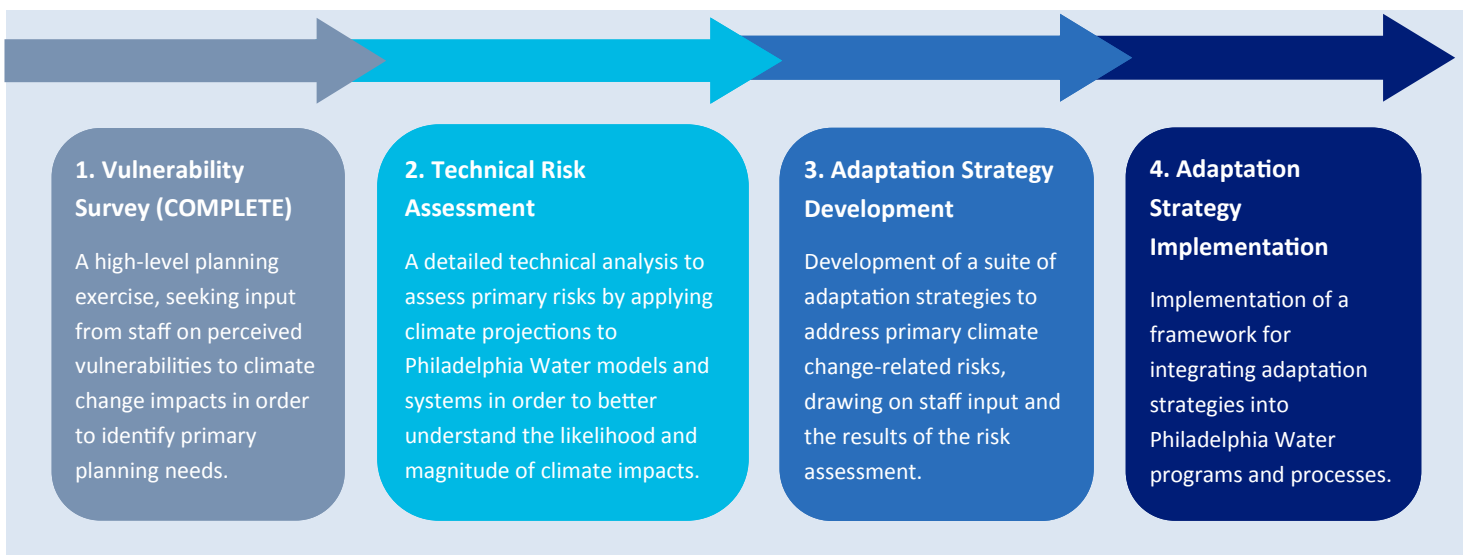 1. Vulnerability
Survey (COMPLETE)
A high-level planning
exercise, seeking input
from staff on perceived
vulnerabilities to climate
change impacts in order
to identify primary
planning needs.
2. Technical Risk
Assessment
A detailed technical analysis to
assess primary risks by applying
climate projections to
Philadelphia Water models and
systems in order to better
understand the likelihood and
magnitude of climate impacts.
3. Adaptation Strategy
Development
Development of a suite of
adaptation strategies to
address primary climate
change-related risks,
drawing on staff input and
the results of the risk
assessment.
4. Adaptation
Strategy
Implementation
Implementation of a
framework for
integrating adaptation
strategies into
Philadelphia Water
programs and processes.